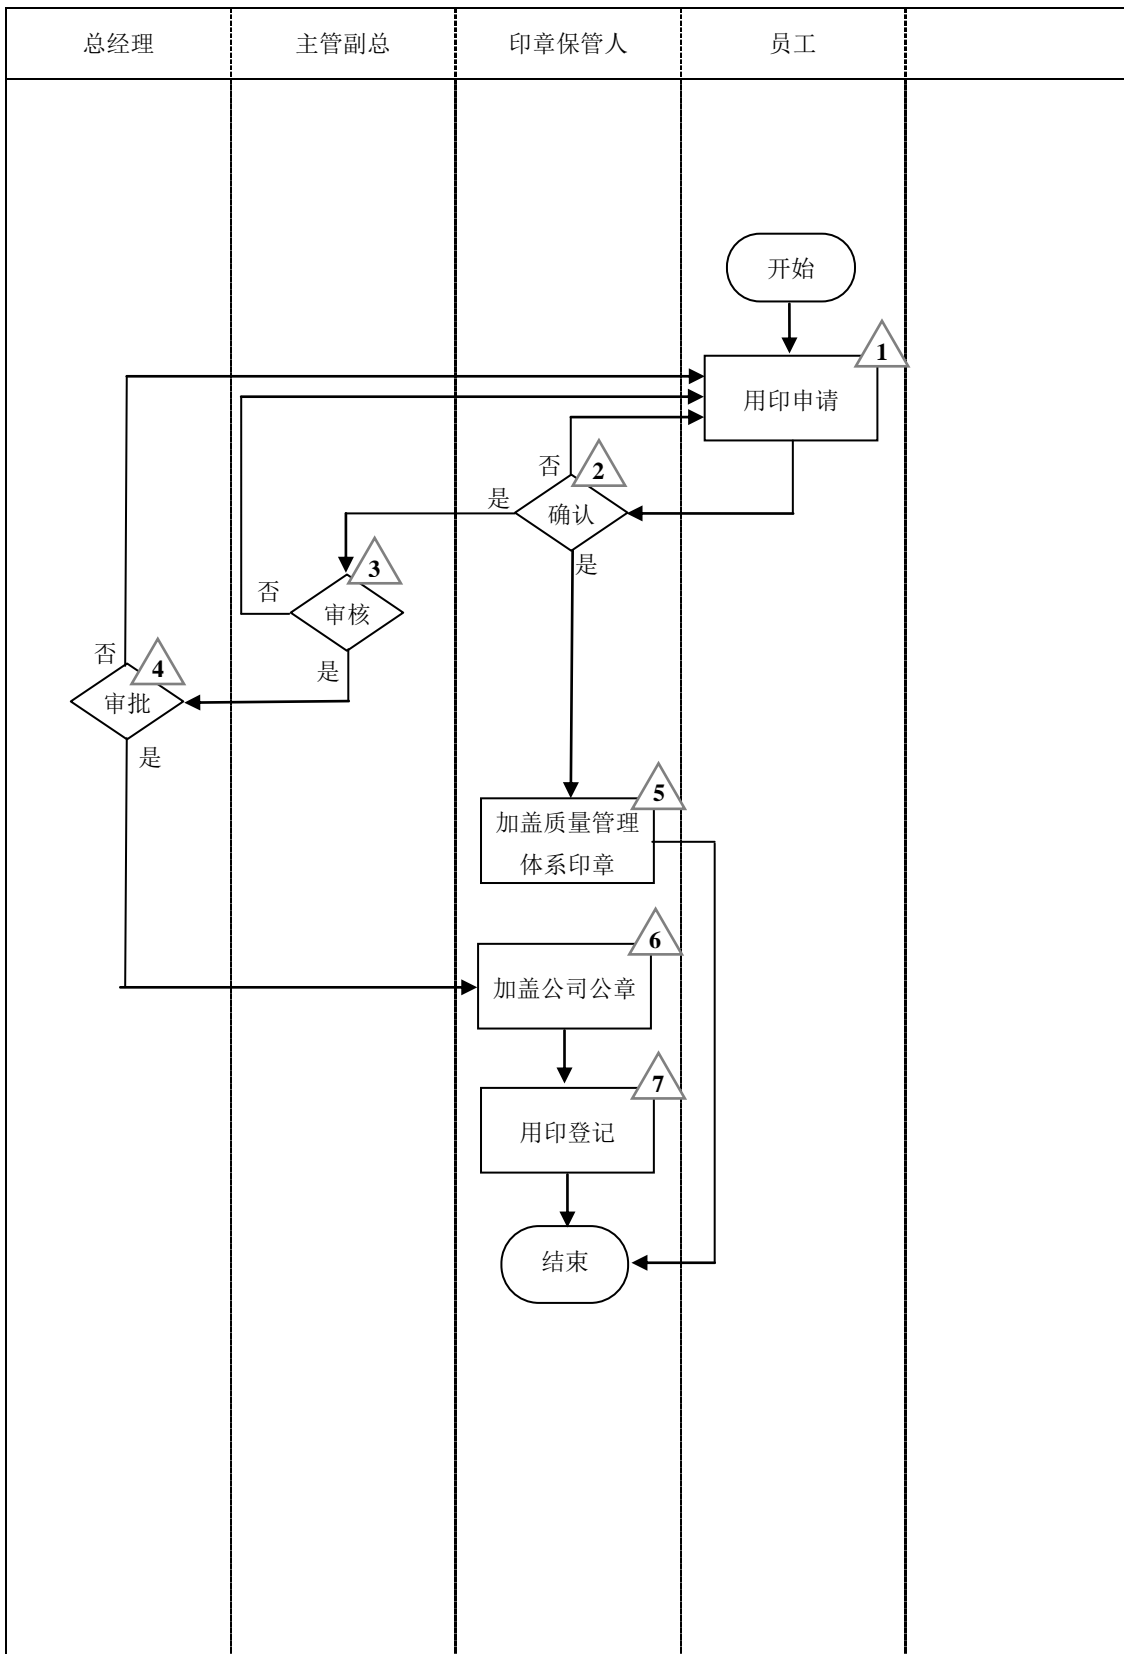 总经理
主管副总
印章保管人
员工
开始
1
用印申请
否
2
是
确认
是
3
否
审核
是
否
4
审批
是
5
加盖质量管理
体系印章
6
加盖公司公章
7
用印登记
结束